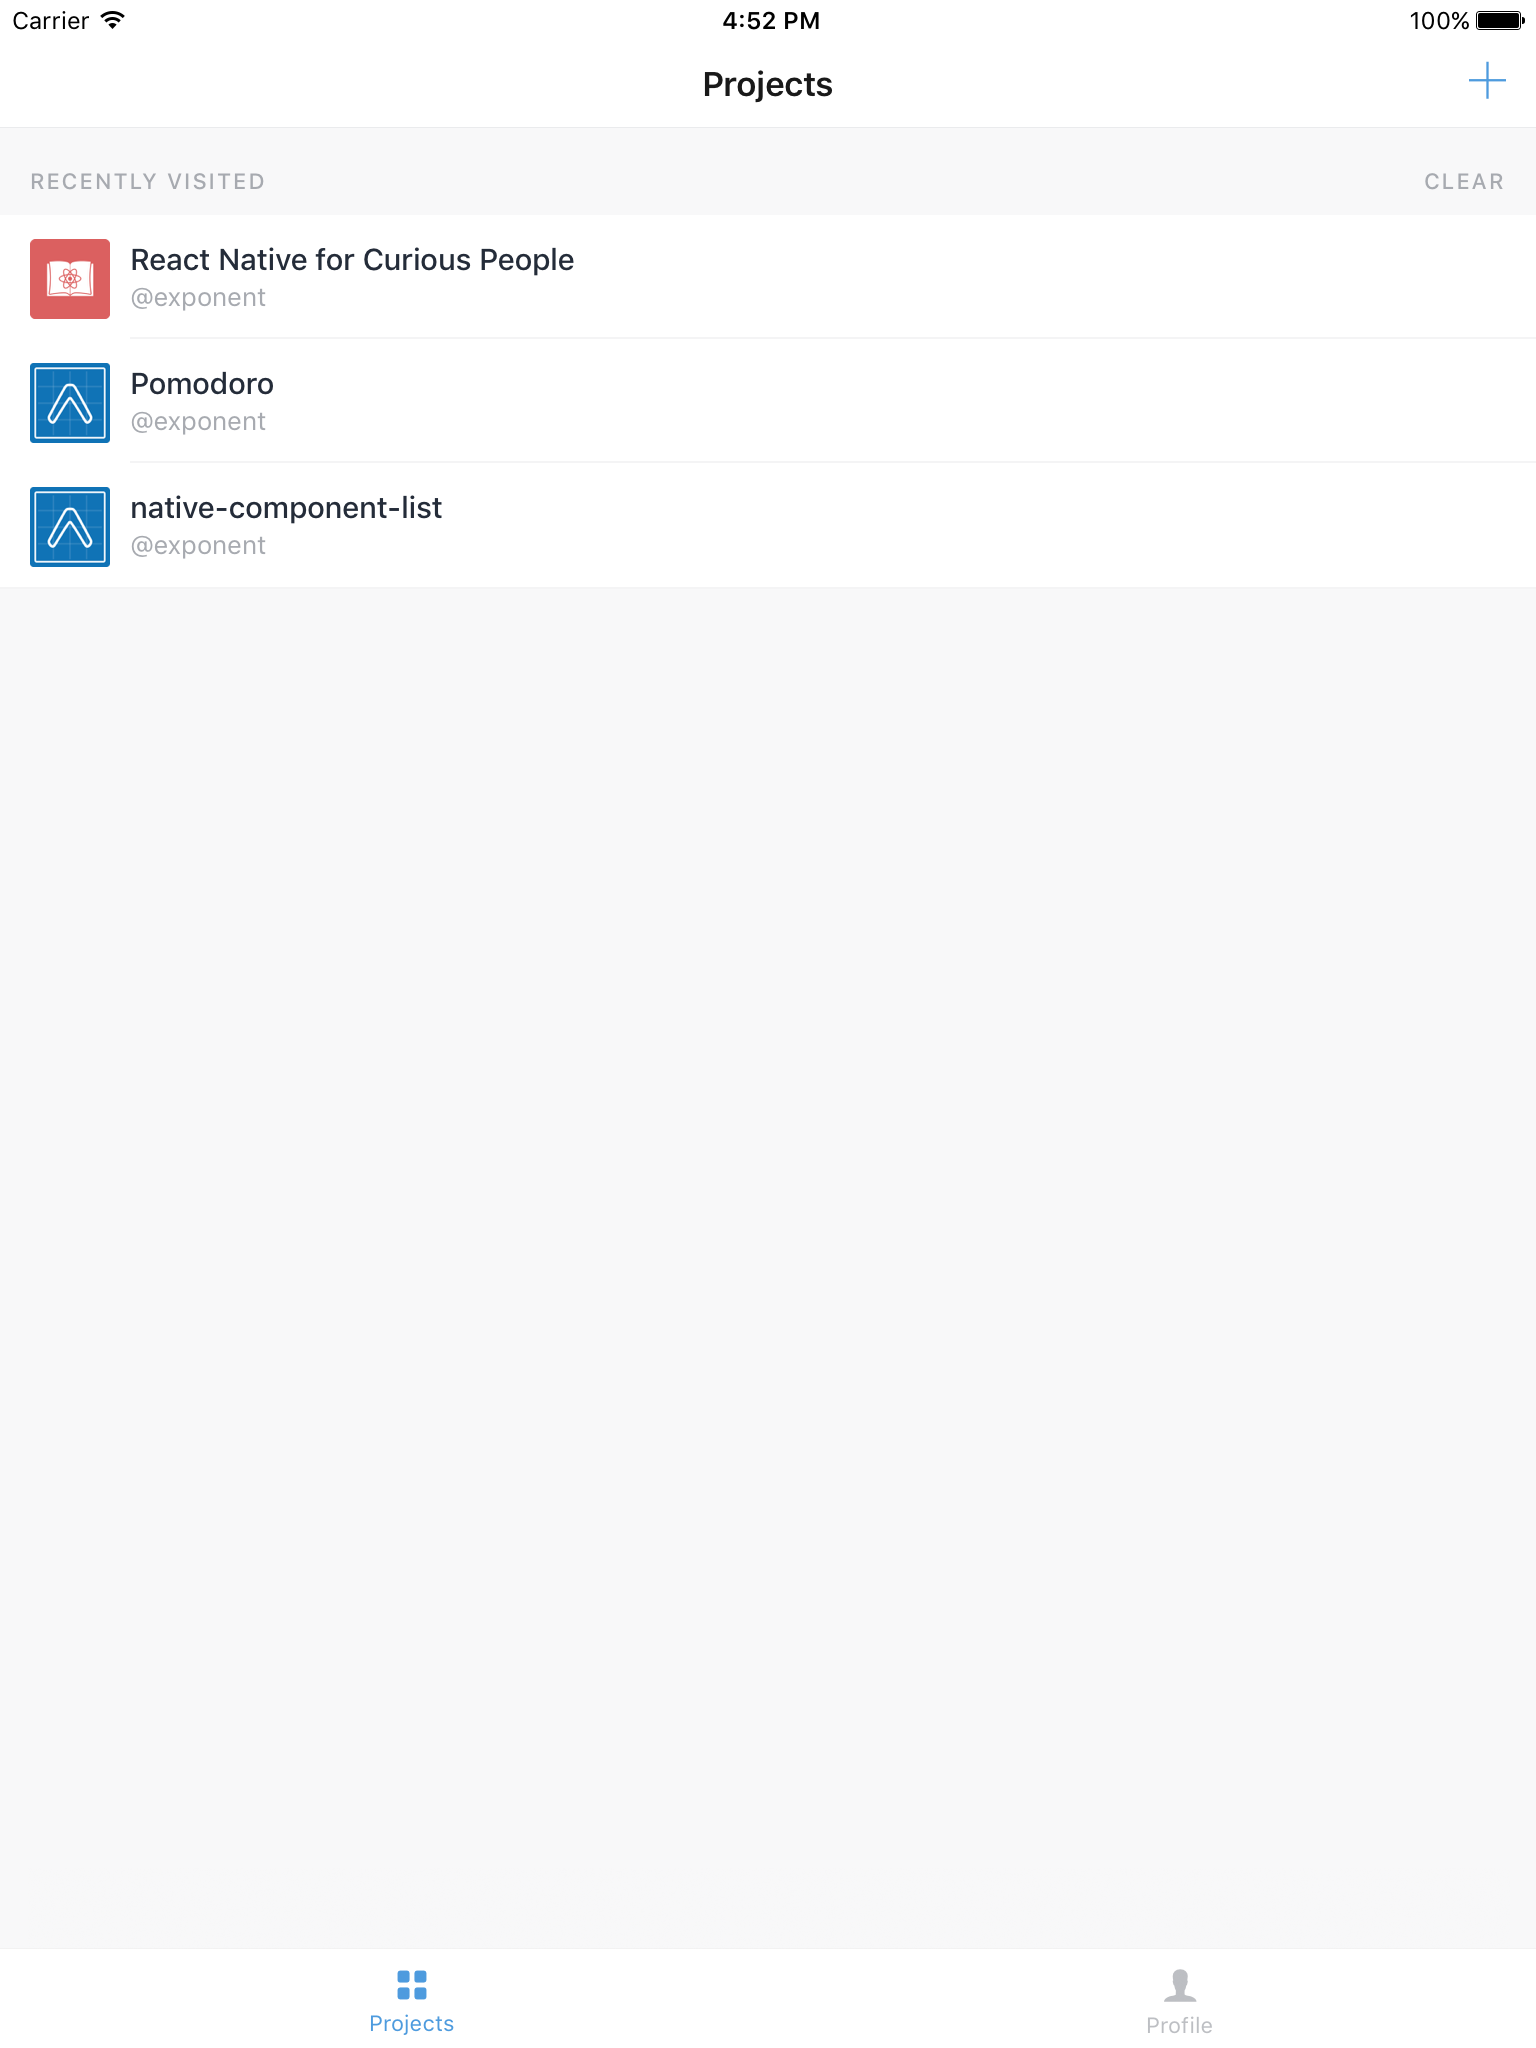 Carrier 4:52 PM 100%
Projects
RECENTLY VISITED CLEAR
React Native for Curious People
@exponent
Pomodoro
@exponent
native-component-list
@exponent
Projects Profile